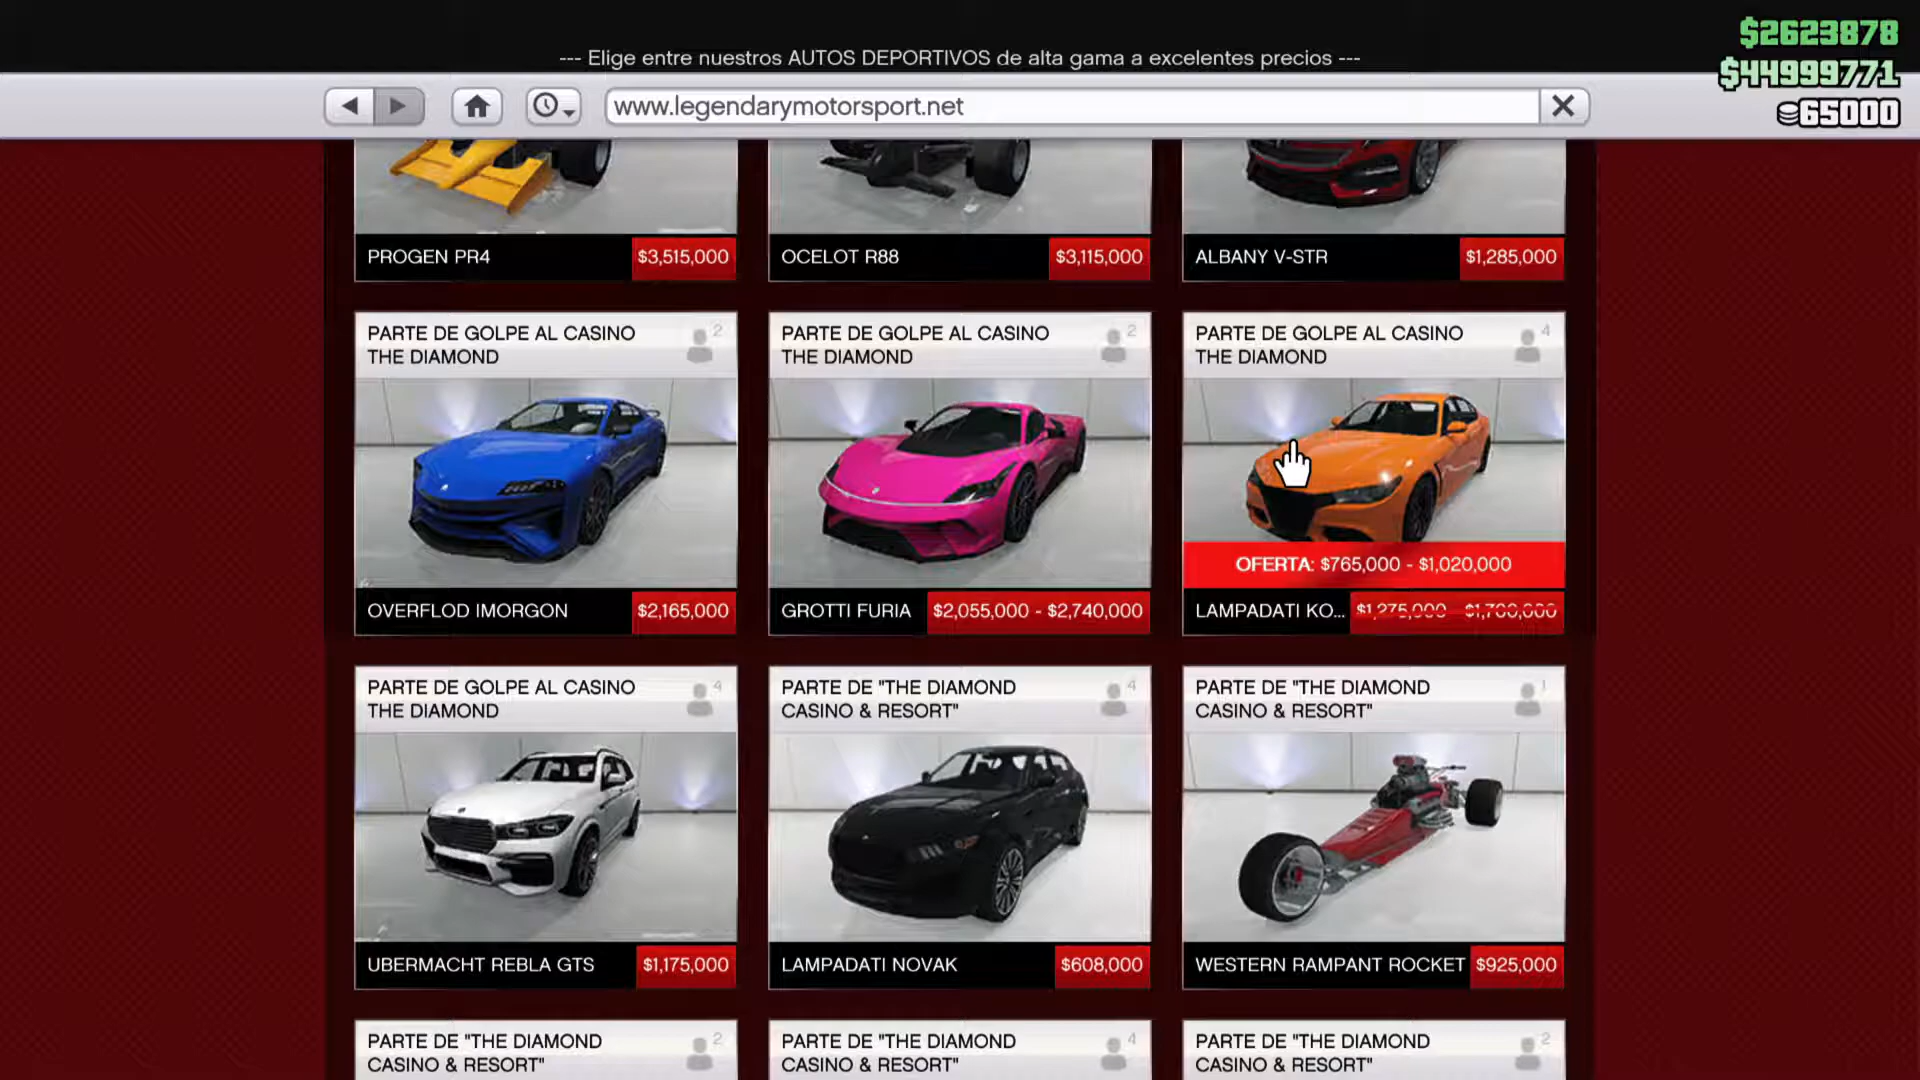 $2623878
--- Elige entre nuestros AUTOS DEPORTIVOS de alta gama a excelentes precios ---
$44999771
www.legendarymotorsport.net
65000
PROGEN PR4 $3,515,000
OCELOT R88 $3,115,000
ALBANY V-STR $1,285,000
PARTE DE GOLPE AL CASINO
THE DIAMOND
2
PARTE DE GOLPE AL CASINO
THE DIAMOND
2
PARTE DE GOLPE AL CASINO
THE DIAMOND
4
OFERTA: $765,000 - $1,020,000
OVERFLOD IMORGON $2,165,000
GROTTI FURIA $2,055,000 - $2,740,000
LAMPADATI KO... $1,275,000 - $1,700,000
PARTE DE GOLPE AL CASINO
THE DIAMOND
4
PARTE DE "THE DIAMOND
CASINO & RESORT"
4
PARTE DE "THE DIAMOND
CASINO & RESORT"
1
UBERMACHT REBLA GTS $1,175,000
LAMPADATI NOVAK $608,000
WESTERN RAMPANT ROCKET $925,000
PARTE DE "THE DIAMOND
CASINO & RESORT"
2
PARTE DE "THE DIAMOND
CASINO & RESORT"
4
PARTE DE "THE DIAMOND
CASINO & RESORT"
2